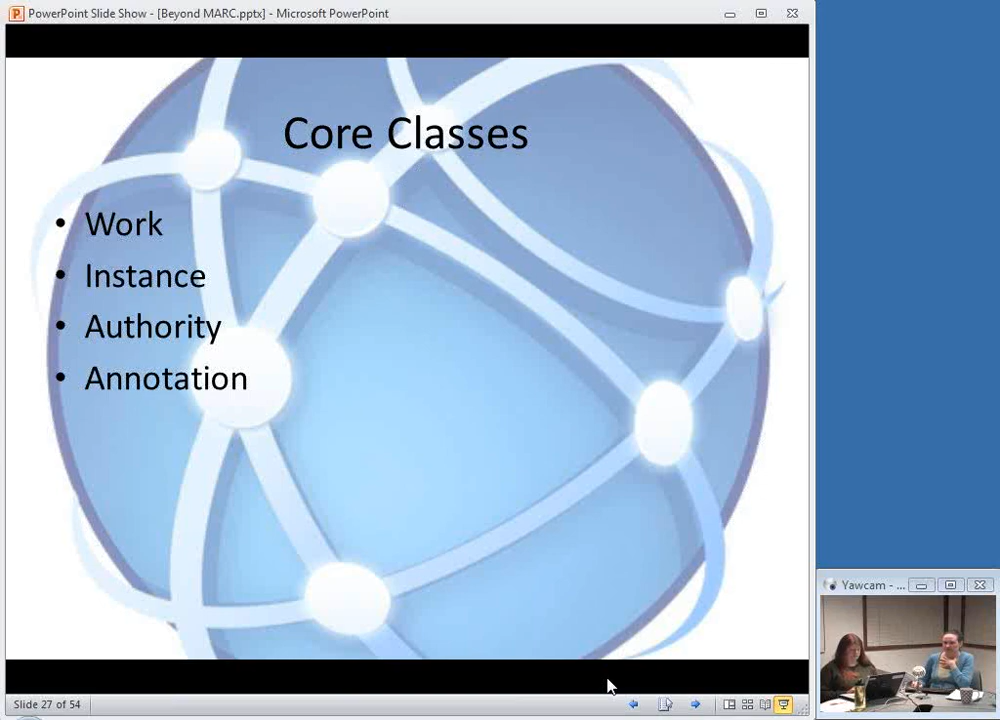 PowerPoint Slide Show - [Beyond MARC.pptx] - Microsoft PowerPoint
Core Classes
• Work
• Instance
• Authority
• Annotation
Yawcam - ...
Slide 27 of 54